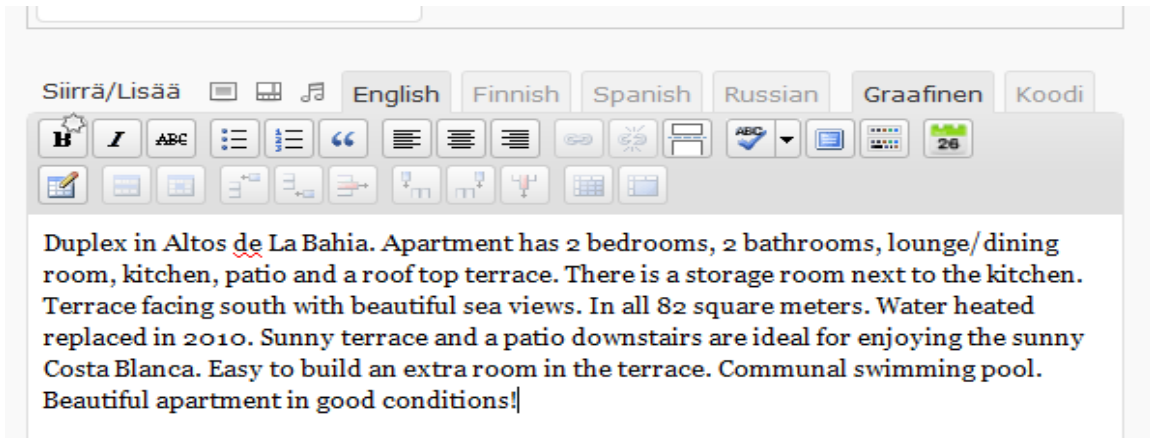 Siirrä/Lisää English Finnish Spanish Russian Graafinen Koodi
B I ABC 1 2 3 “ ABC 26
Duplex in Altos de La Bahia. Apartment has 2 bedrooms, 2 bathrooms, lounge/dining
room, kitchen, patio and a roof top terrace. There is a storage room next to the kitchen.
Terrace facing south with beautiful sea views. In all 82 square meters. Water heated
replaced in 2010. Sunny terrace and a patio downstairs are ideal for enjoying the sunny
Costa Blanca. Easy to build an extra room in the terrace. Communal swimming pool.
Beautiful apartment in good conditions!